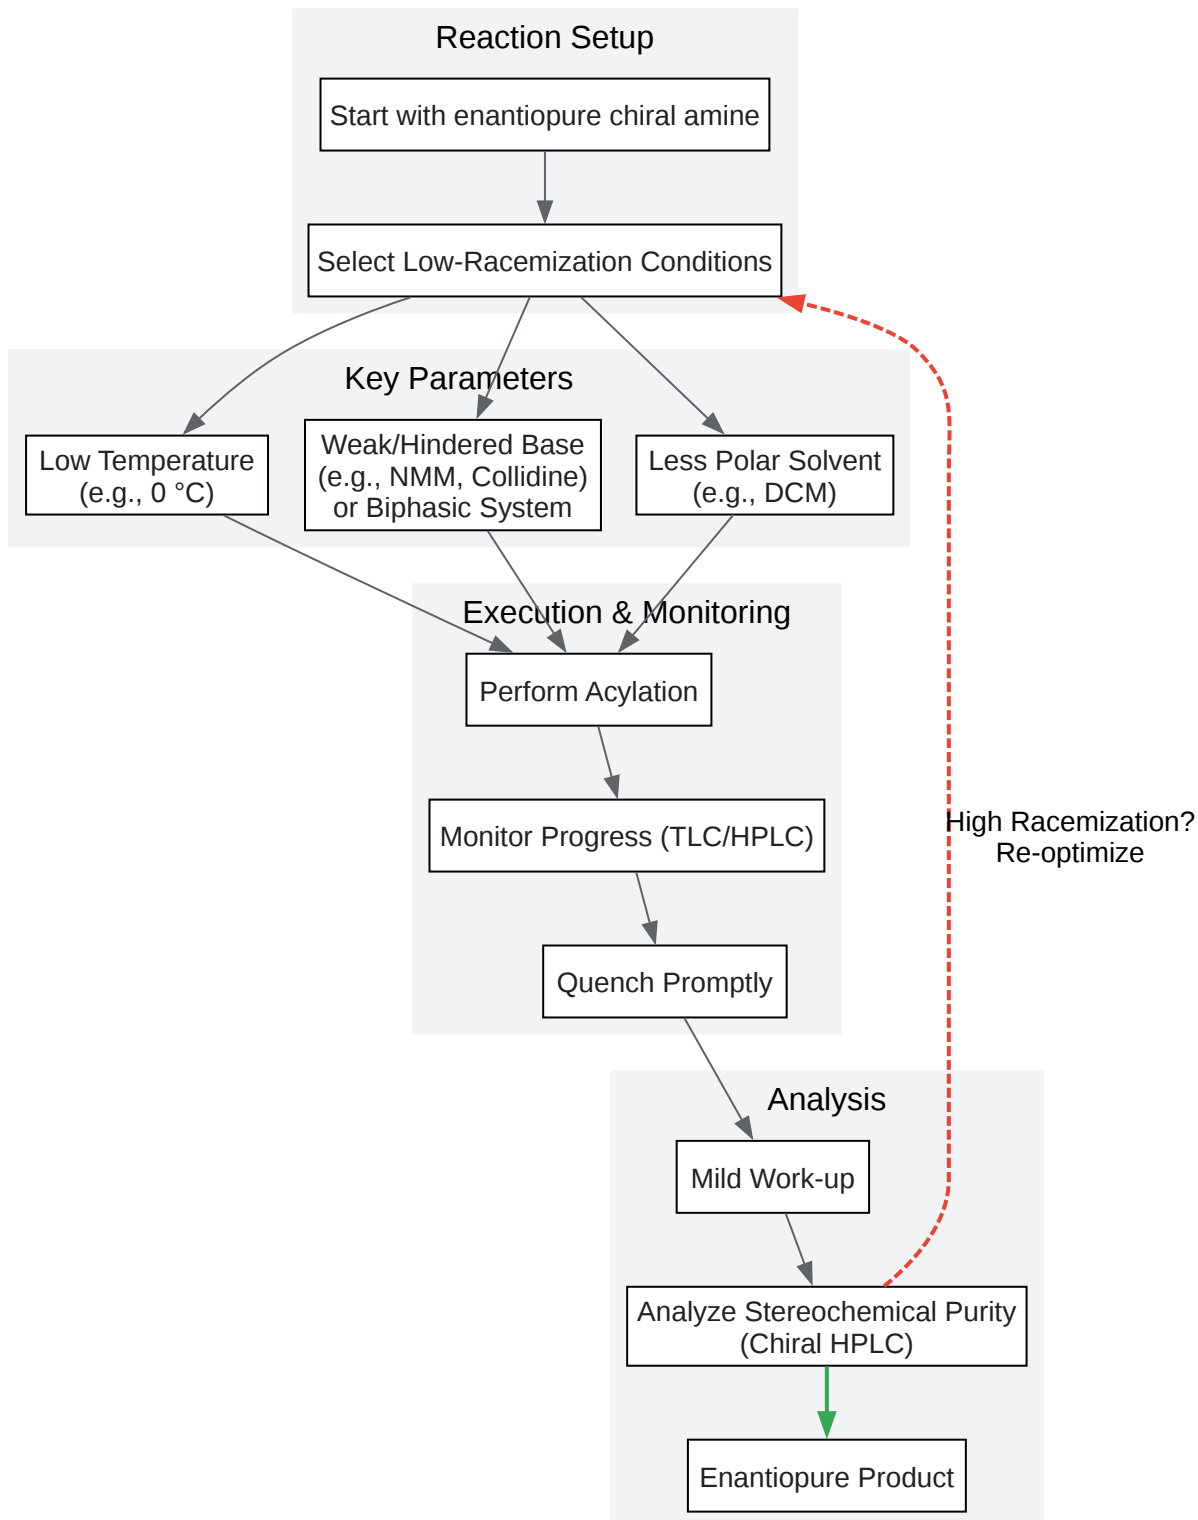 Reaction Setup
Start with enantiopure chiral amine
Select Low-Racemization Conditions
Key Parameters
Low Temperature
(e.g., 0 °C)
Weak/Hindered Base
(e.g., NMM, Collidine)
or Biphasic System
Less Polar Solvent
(e.g., DCM)
Execution & Monitoring
Perform Acylation
Monitor Progress (TLC/HPLC)
High Racemization?
Re-optimize
Quench Promptly
Analysis
Mild Work-up
Analyze Stereochemical Purity
(Chiral HPLC)
Enantiopure Product